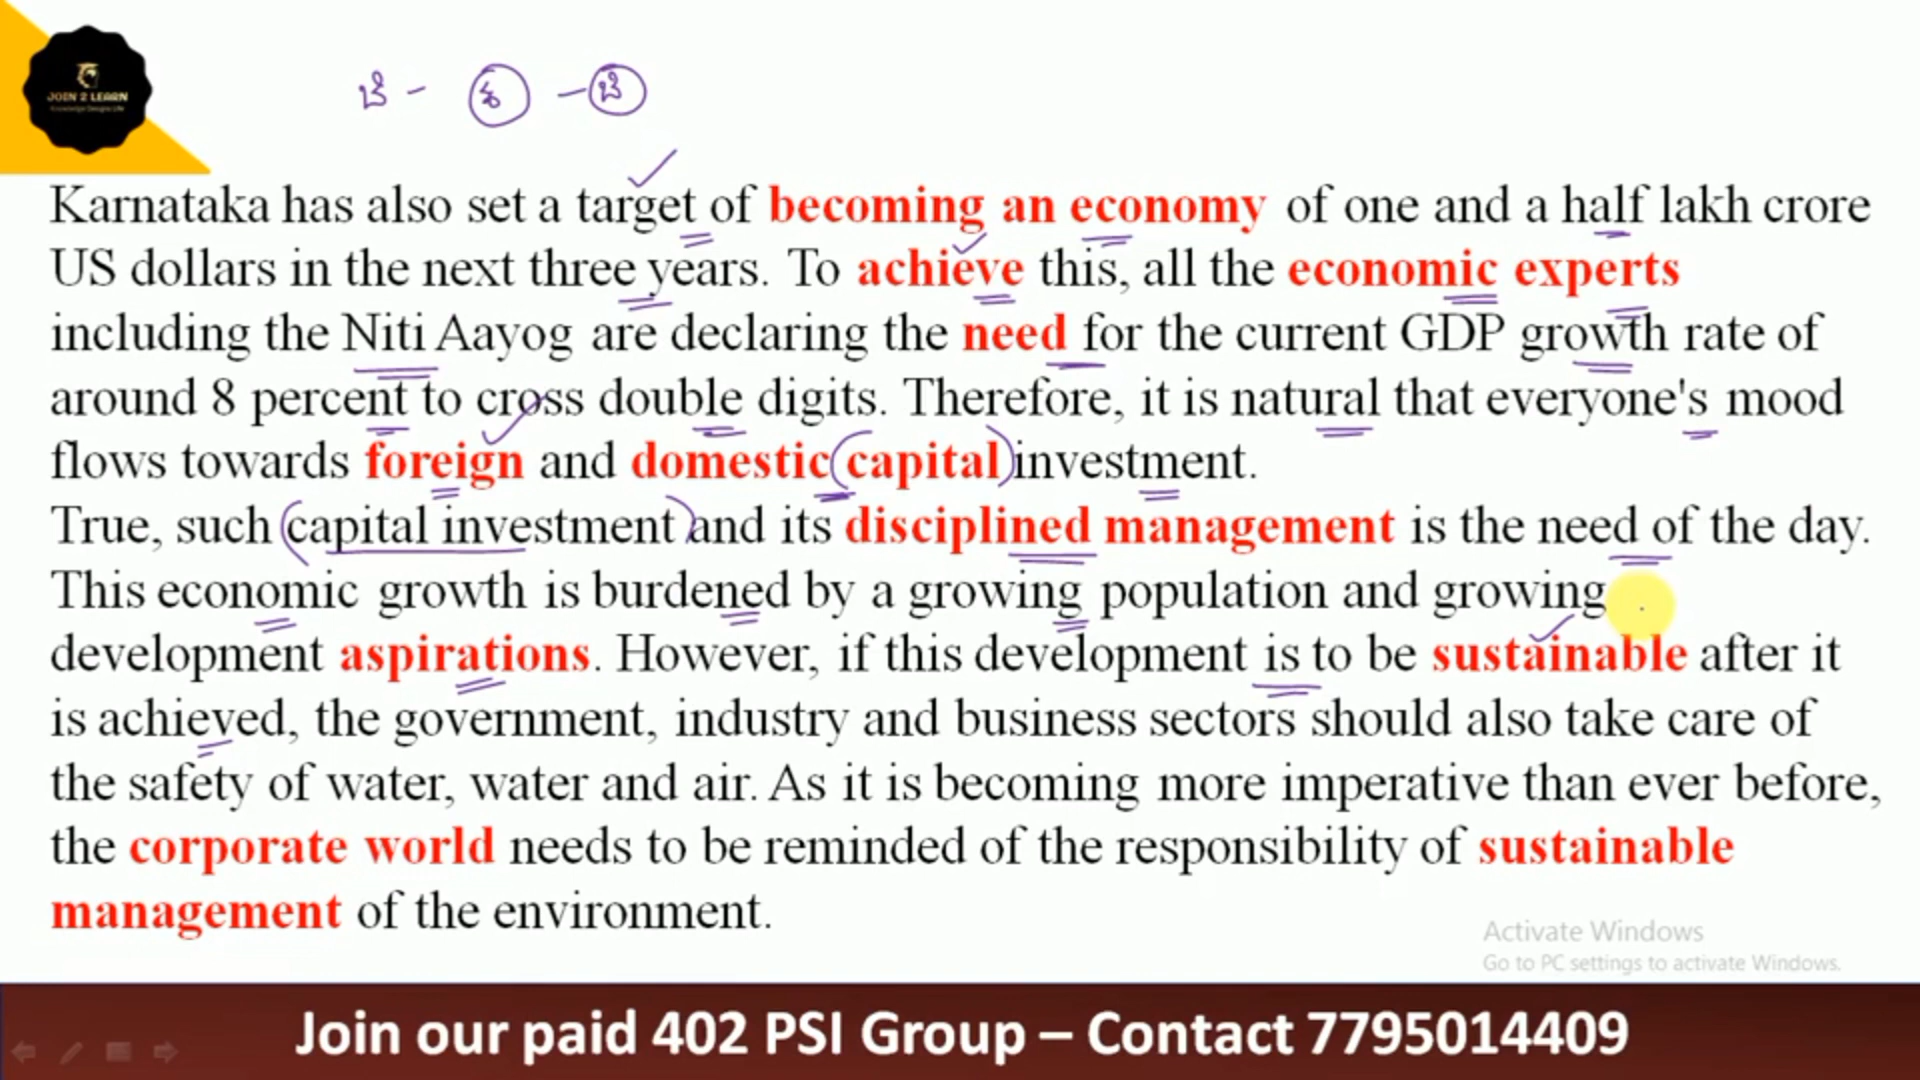 JOIN 2 LEARN
Karnataka has also set a target of becoming an economy of one and a half lakh crore
US dollars in the next three years. To achieve this, all the economic experts
including the Niti Aayog are declaring the need for the current GDP growth rate of
around 8 percent to cross double digits. Therefore, it is natural that everyone's mood
flows towards foreign and domestic capital investment.
True, such capital investment and its disciplined management is the need of the day.
This economic growth is burdened by a growing population and growing
development aspirations. However, if this development is to be sustainable after it
is achieved, the government, industry and business sectors should also take care of
the safety of water, water and air. As it is becoming more imperative than ever before,
the corporate world needs to be reminded of the responsibility of sustainable
management of the environment.
Activate Windows
Go to PC settings to activate Windows.
Join our paid 402 PSI Group – Contact 7795014409